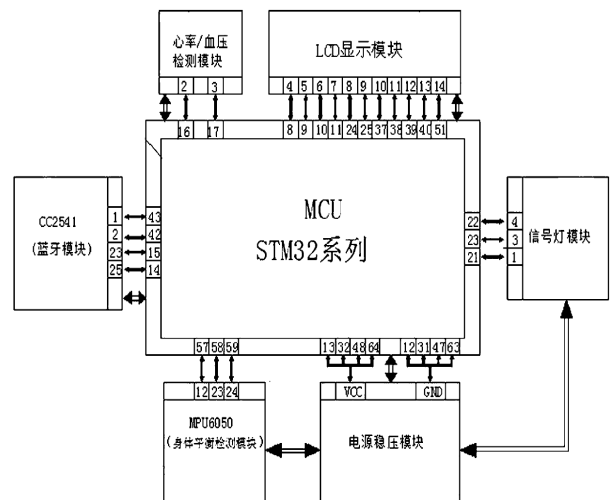 心率/血压
检测模块
2 3
LCD显示模块
4 5 6 7 8 9 10 11 12 13 14
16 17
8 9 10 11 24 25 37 38 39 40 51
CC2541
(蓝牙模块)
1
2
23
25
43
42
15
14
MCU
STM32系列
22
23
21
4
3
1
信号灯模块
57 58 59
13 32 48 64
12 31 47 63
12 23 24
MPU6050
(身体平衡检测模块)
VCC
GND
电源稳压模块